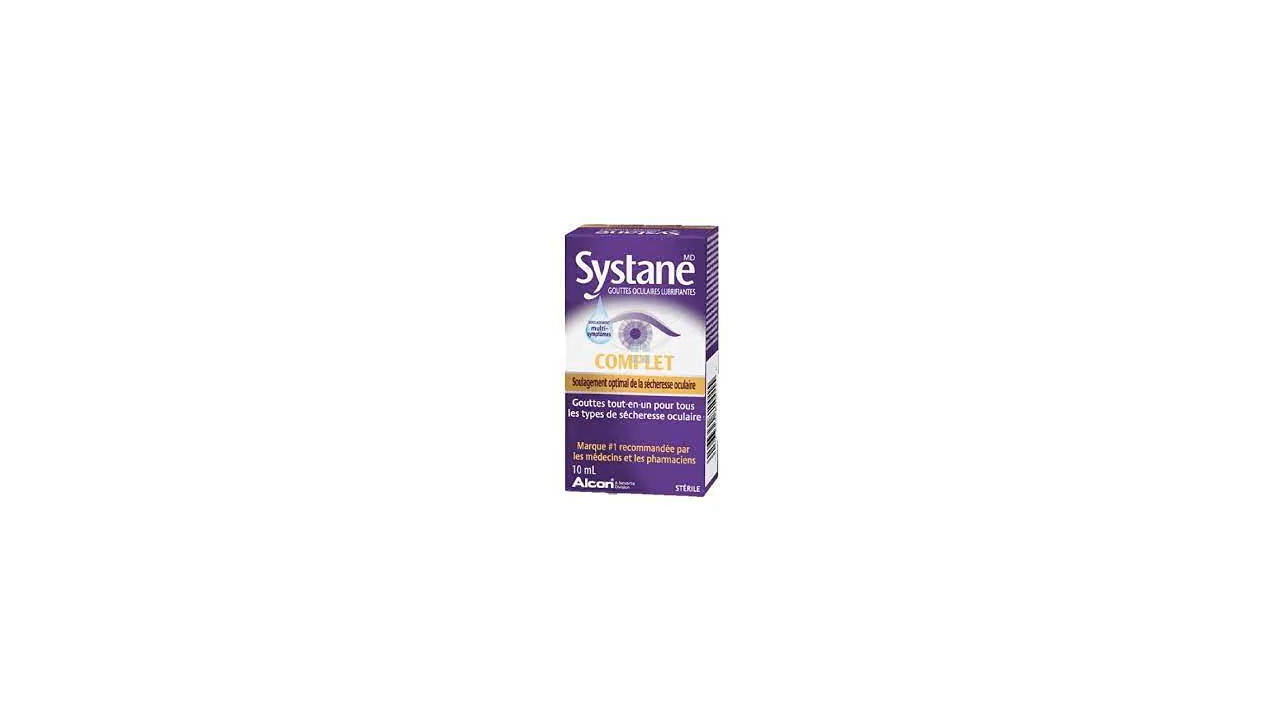 Systane MD
GOUTTES OCULAIRES LUBRIFIANTES
multi-
symptômes
COMPLET
Soulagement optimal de la sécheresse oculaire
Gouttes tout-en-un pour tous
les types de sécheresse oculaire
Marque #1 recommandée par
les médecins et les pharmaciens
10 mL
Alcon
STÉRILE